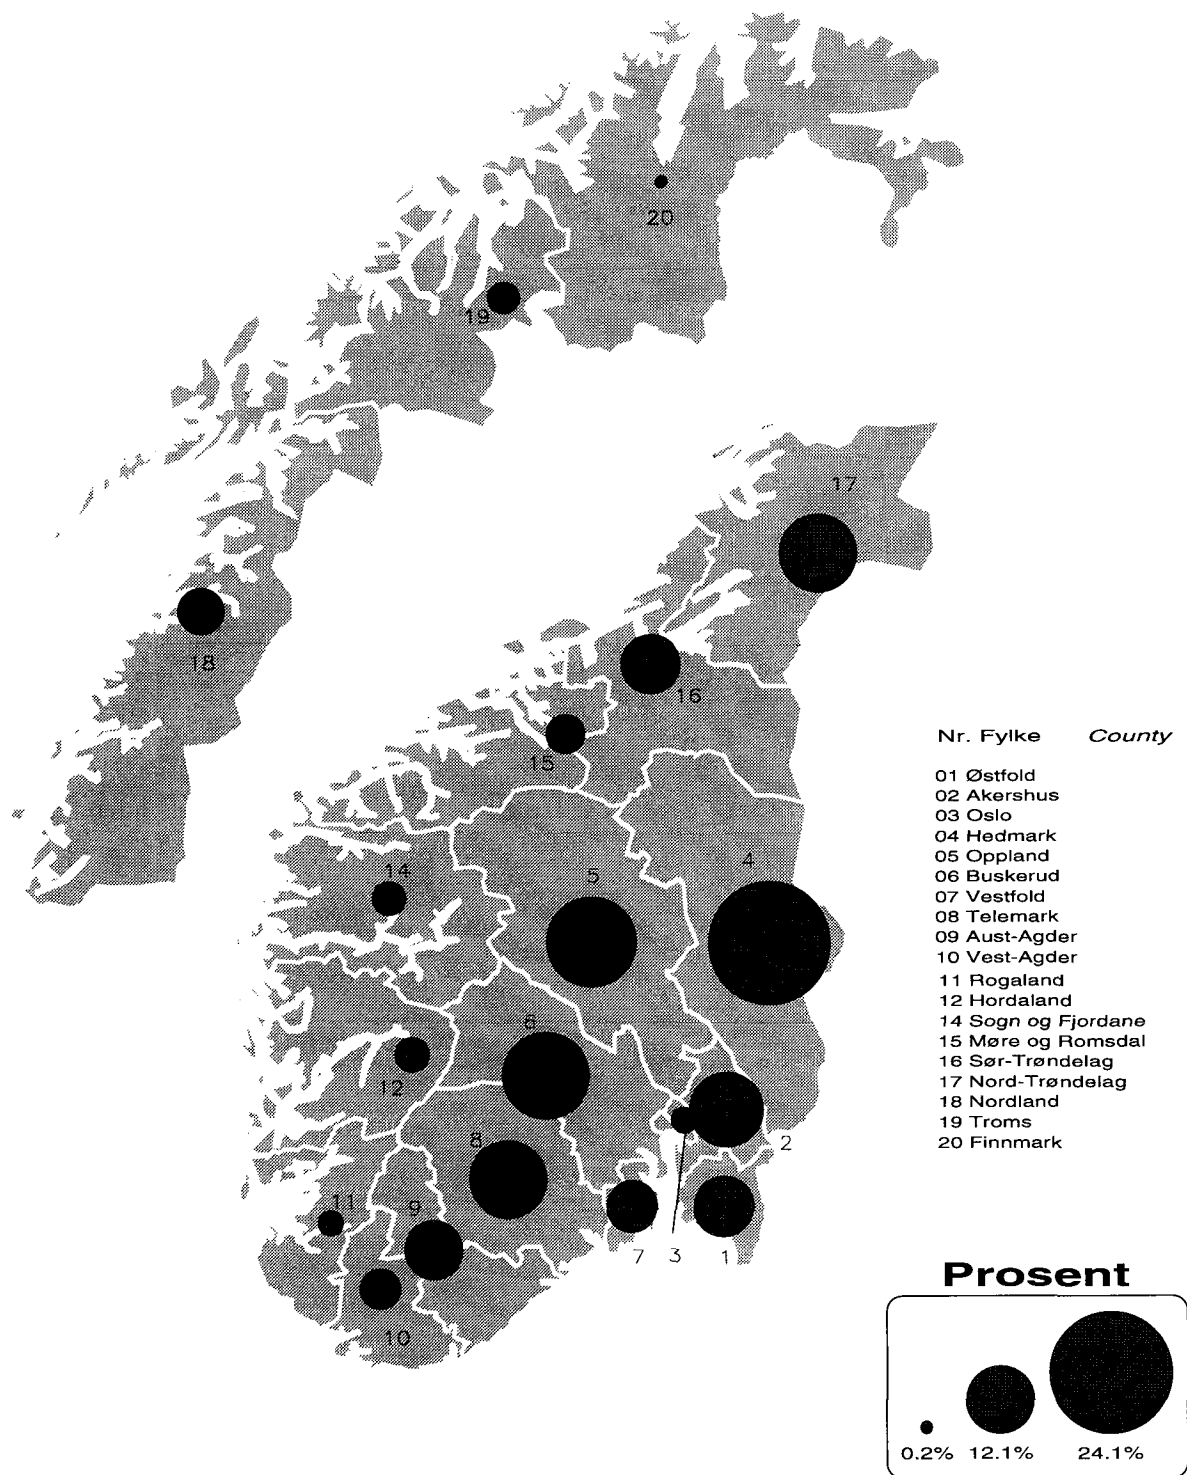 20
19
17
18
16
15
14
5
4
6
12
2
8
11
9
7
3
1
10
Nr. Fylke County
01 Østfold
02 Akershus
03 Oslo
04 Hedmark
05 Oppland
06 Buskerud
07 Vestfold
08 Telemark
09 Aust-Agder
10 Vest-Agder
11 Rogaland
12 Hordaland
14 Sogn og Fjordane
15 Møre og Romsdal
16 Sør-Trøndelag
17 Nord-Trøndelag
18 Nordland
19 Troms
20 Finnmark
Prosent
0.2% 12.1% 24.1%